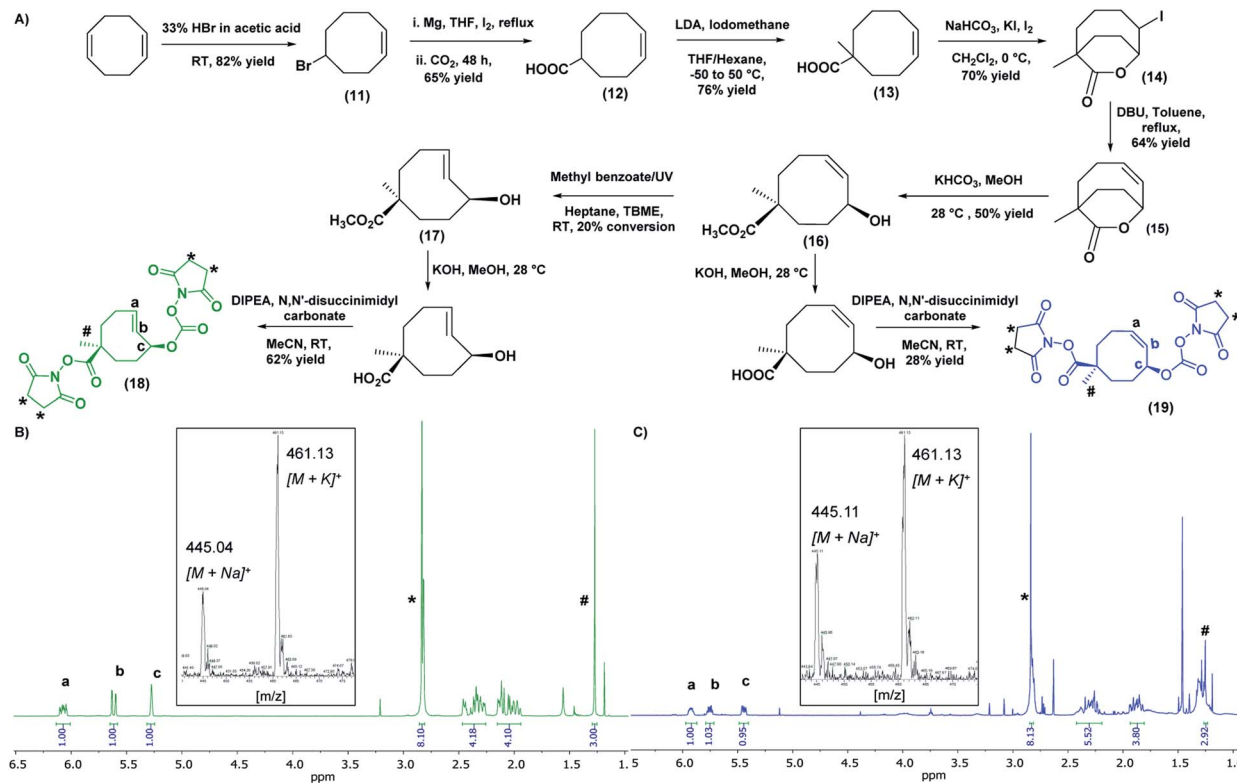 A)
33% HBr in acetic acid
RT, 82% yield
Br
(11)
i. Mg, THF, I2, reflux
ii. CO2, 48 h,
65% yield
HOOC
(12)
LDA, Iodomethane
THF/Hexane,
-50 to 50 °C,
76% yield
HOOC
(13)
NaHCO3, KI, I2
CH2Cl2, 0 °C,
70% yield
I
O
O
(14)
DBU, Toluene,
reflux,
64% yield
O
O
(15)
KHCO3, MeOH
28 °C , 50% yield
OH
H3CO2C
(16)
Methyl benzoate/UV
Heptane, TBME,
RT, 20% conversion
OH
H3CO2C
(17)
KOH, MeOH, 28 °C
KOH, MeOH, 28 °C
OH
HO2C
DIPEA, N,N'-disuccinimidyl
carbonate
MeCN, RT,
62% yield
(18)
OH
HOOC
DIPEA, N,N'-disuccinimidyl
carbonate
MeCN, RT,
28% yield
(19)
B)
445.04
[M + Na]+
461.13
[M + K]+
[m/z]
a
b
c
*
#
1.00
1.00
1.00
8.10
4.18
4.10
3.00
6.5 6.0 5.5 5.0 4.5 4.0 3.5 3.0 2.5 2.0 1.5 1.0
ppm
C)
445.11
[M + Na]+
461.13
[M + K]+
[m/z]
a
b
c
*
#
1.00
1.03
0.95
8.13
5.52
3.80
2.92
6.0 5.5 5.0 4.5 4.0 3.5 3.0 2.5 2.0 1.5 1.0
ppm